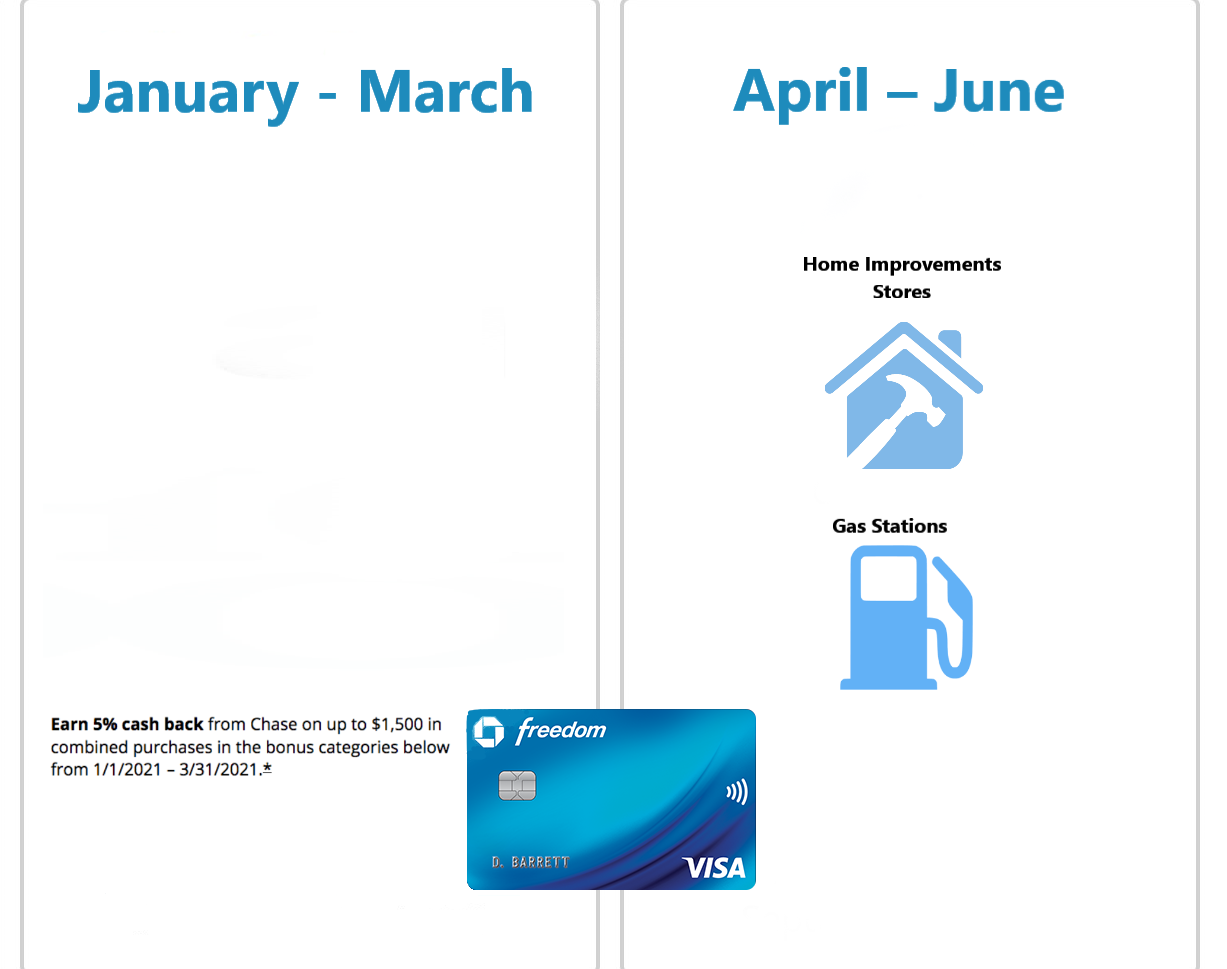 January - March
Earn 5% cash back from Chase on up to $1,500 in
combined purchases in the bonus categories below
from 1/1/2021 – 3/31/2021.*
April – June
Home Improvements
Stores
Gas Stations
freedom
D. BARRETT
VISA